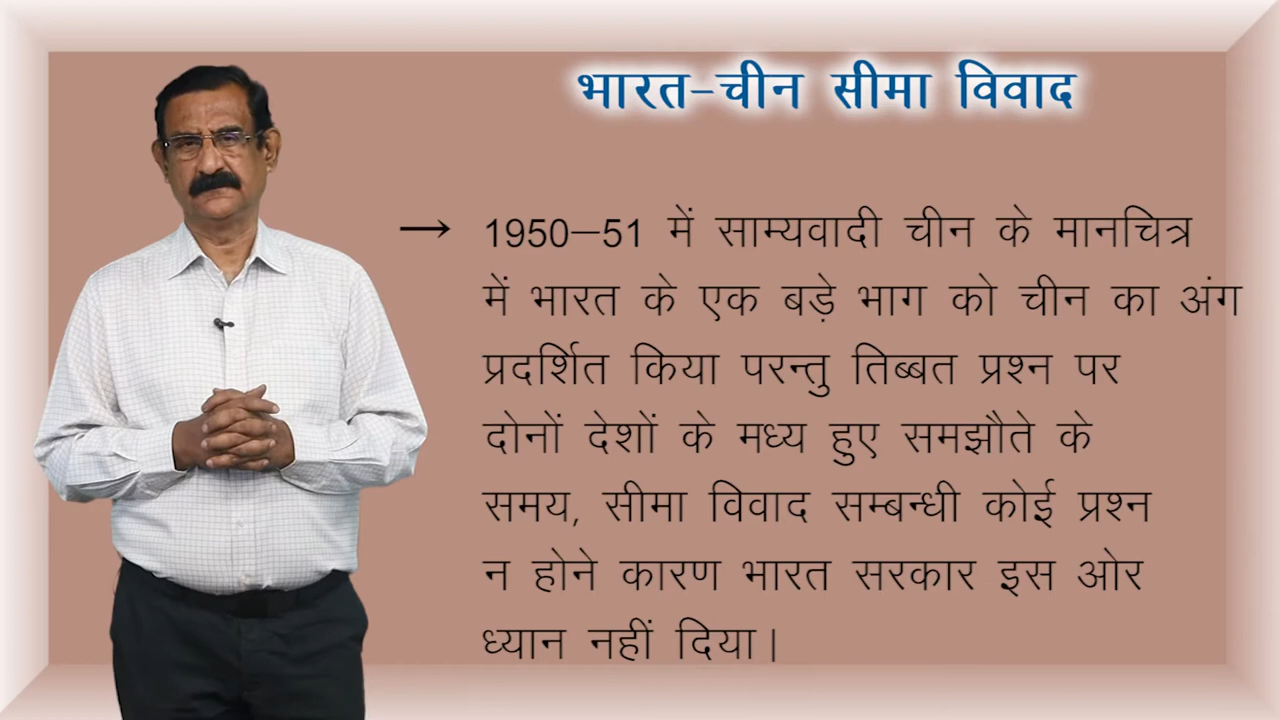 भारत-चीन सीमा विवाद
→ 1950–51 में साम्यवादी चीन के मानचित्र
में भारत के एक बड़े भाग को चीन का अंग
प्रदर्शित किया परन्तु तिब्बत प्रश्न पर
दोनों देशों के मध्य हुए समझौते के
समय, सीमा विवाद सम्बन्धी कोई प्रश्न
न होने कारण भारत सरकार इस ओर
ध्यान नहीं दिया।